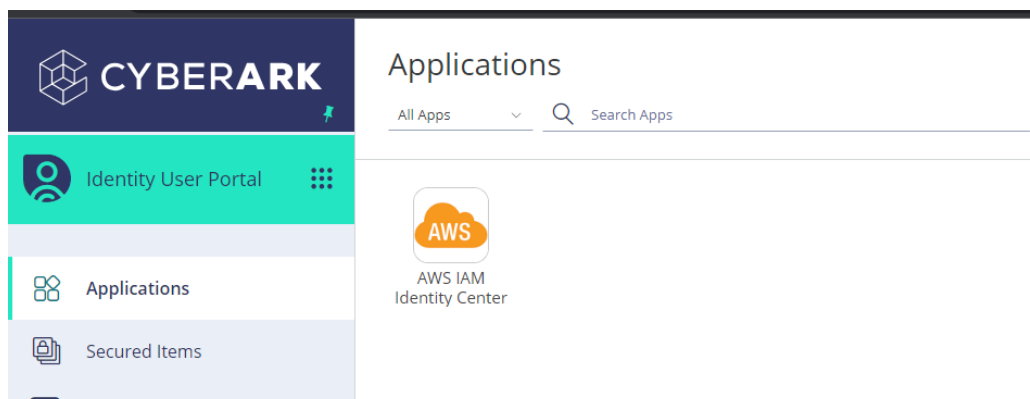 CYBERARK
Identity User Portal
Applications
Secured Items
Applications
All Apps
Search Apps
AWS
AWS IAM
Identity Center